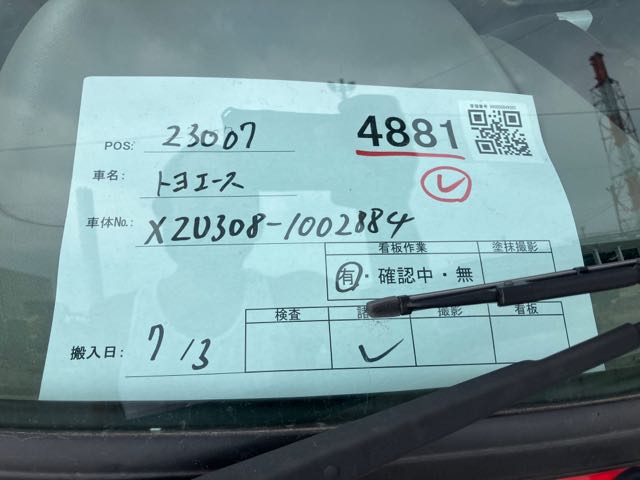 POS: 23007
4881
車名: トヨエース
車体No.: XZU308-1002884
看板作業 塗抹撮影
有・確認中・無
検査 撮影 看板
搬入日: 7/3